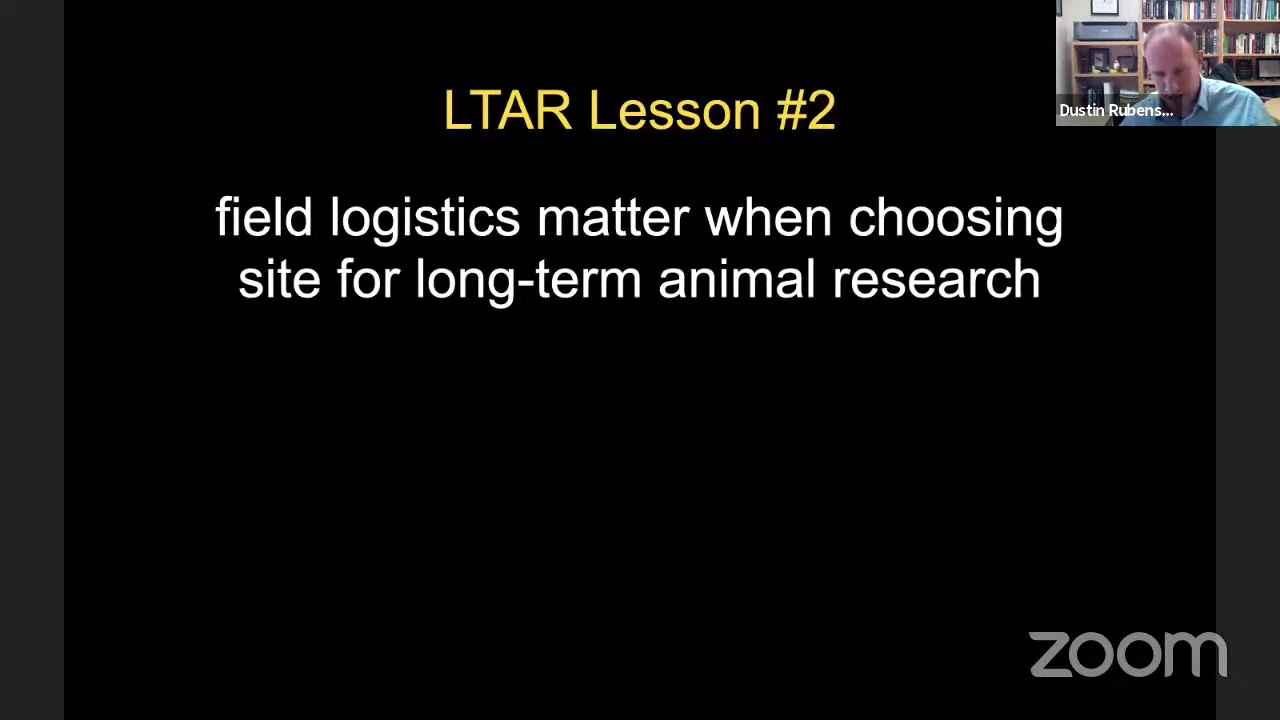 LTAR Lesson #2
Dustin Rubens...
field logistics matter when choosing
site for long-term animal research
zoom